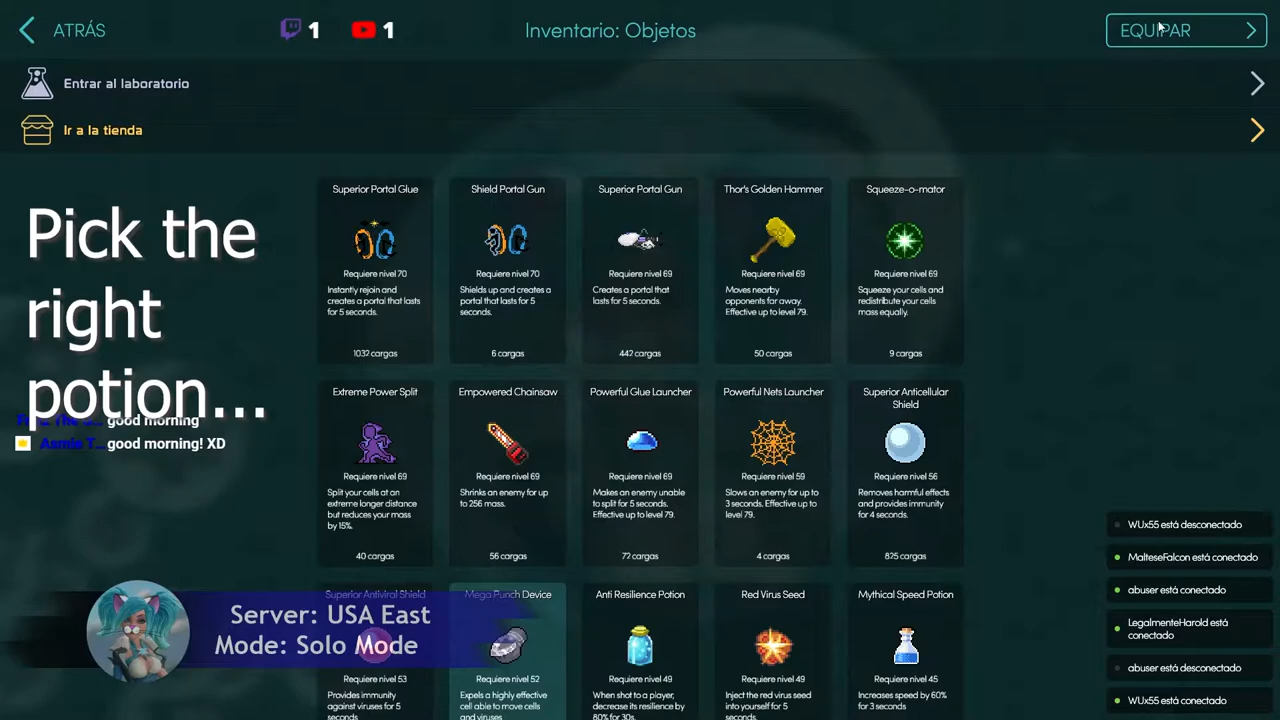 ATRÁS
1
1
Inventario: Objetos
EQUIPAR
Entrar al laboratorio
Ir a la tienda
Pick the
right
potion...
good morning
Asmie T... good morning! XD
Superior Portal Glue
Requiere nivel 70
Instantly rejoin and
creates a portal that lasts
for 5 seconds.
1032 cargas
Shield Portal Gun
Requiere nivel 70
Shields up and creates a
portal that lasts for 5
seconds.
6 cargas
Superior Portal Gun
Requiere nivel 69
Creates a portal that
lasts for 5 seconds.
442 cargas
Thor's Golden Hammer
Requiere nivel 69
Moves nearby
opponents far away.
Effective up to level 79.
50 cargas
Squeeze-o-mator
Requiere nivel 69
Squeeze your cells and
redistribute your cells
mass equally.
9 cargas
Extreme Power Split
Requiere nivel 69
Split your cells at an
extreme longer distance
but reduces your mass
by 15%.
40 cargas
Empowered Chainsaw
Requiere nivel 69
Shrinks an enemy for up
to 256 mass.
56 cargas
Powerful Glue Launcher
Requiere nivel 69
Makes an enemy unable
to split for 5 seconds.
Effective up to level 79.
72 cargas
Powerful Nets Launcher
Requiere nivel 59
Slows an enemy for up to
3 seconds. Effective up to
level 79.
4 cargas
Superior Anticellular
Shield
Requiere nivel 56
Removes harmful effects
and provides immunity
for 4 seconds.
825 cargas
Superior Antiviral Shield
Requiere nivel 53
Provides immunity
against viruses for 5
seconds
Mega Punch Device
Requiere nivel 52
Expels a highly effective
cell able to move cells
and viruses
Anti Resilience Potion
Requiere nivel 49
When shot to a player,
decrease its resilience by
80% for 30s.
Red Virus Seed
Requiere nivel 49
Inject the red virus seed
into yourself for 5
seconds.
Mythical Speed Potion
Requiere nivel 45
Increases speed by 60%
for 3 seconds
Server: USA East
Mode: Solo Mode
WUx55 está desconectado
MalteseFalcon está conectado
abuser está conectado
LegalmenteHarold está
conectado
abuser está desconectado
WUx55 está conectado